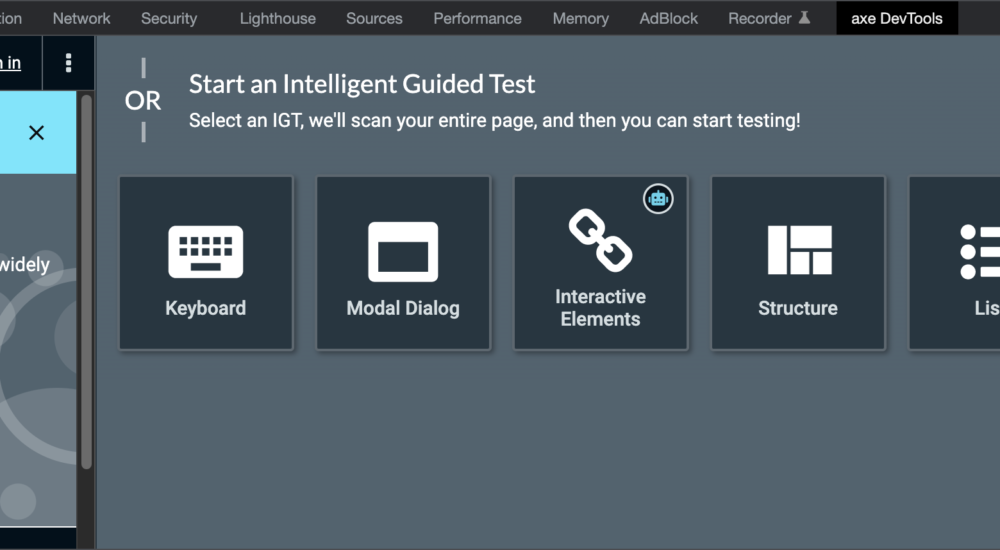 Network Security Lighthouse Sources Performance Memory AdBlock Recorder axe DevTools
in
OR
Start an Intelligent Guided Test
Select an IGT, we'll scan your entire page, and then you can start testing!
widely
Keyboard
Modal Dialog
Interactive
Elements
Structure